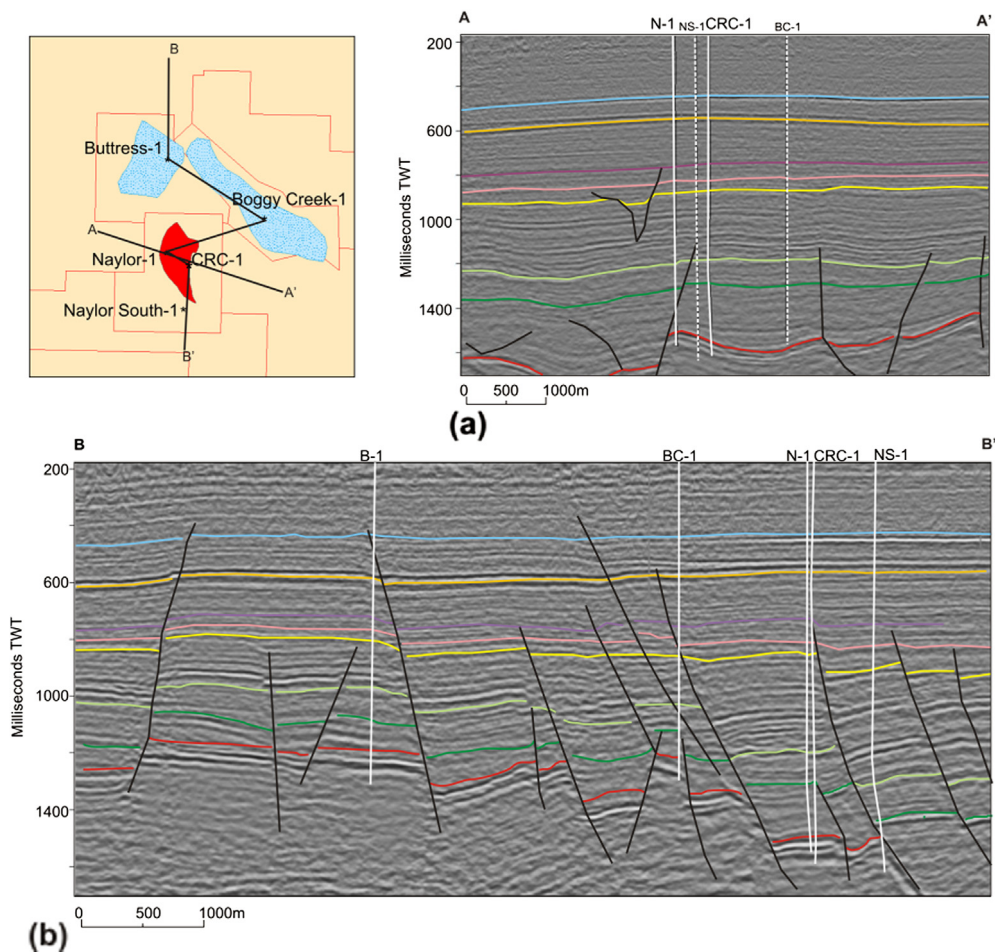 B
Buttress-1
Boggy Creek-1
A
Naylor-1
CRC-1
A'
Naylor South-1*
B'
A
A'
N-1 NS-1 CRC-1 BC-1
200
600
1000
1400
Milliseconds TWT
0 500 1000m
(a)
B
B'
B-1 BC-1 N-1 CRC-1 NS-1
200
600
1000
1400
Milliseconds TWT
0 500 1000m
(b)